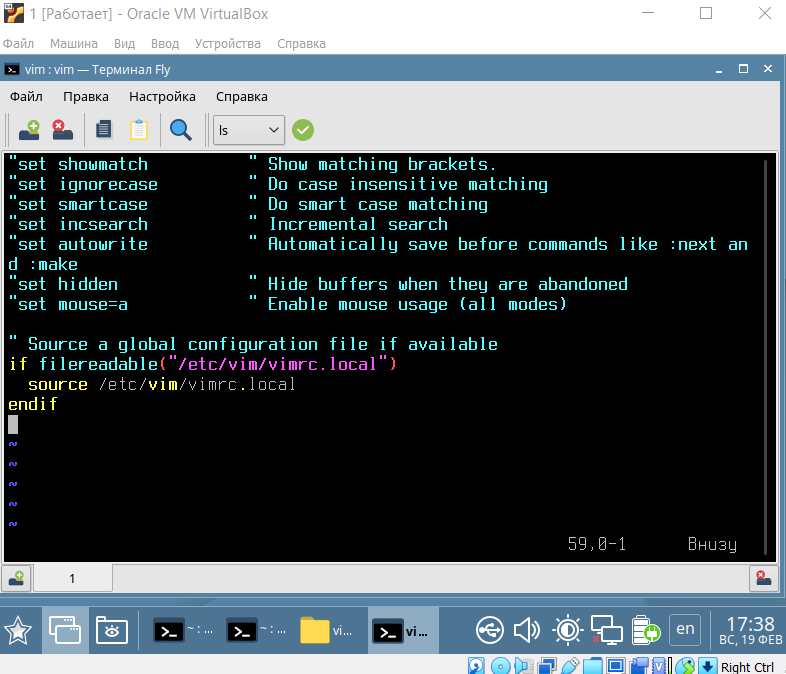 1 [Работает] - Oracle VM VirtualBox
Файл Машина Вид Ввод Устройства Справка
vim : vim — Терминал Fly
Файл Правка Настройка Справка
ls
"set showmatch " Show matching brackets.
"set ignorecase " Do case insensitive matching
"set smartcase " Do smart case matching
"set incsearch " Incremental search
"set autowrite " Automatically save before commands like :next an
d :make
"set hidden " Hide buffers when they are abandoned
"set mouse=a " Enable mouse usage (all modes)
" Source a global configuration file if available
if filereadable("/etc/vim/vimrc.local")
source /etc/vim/vimrc.local
endif
~
~
~
~
~
59,0-1 Внизу
1
~ : ... ~ : ... vi... vi... en 17:38
ВС, 19 ФЕВ
Right Ctrl